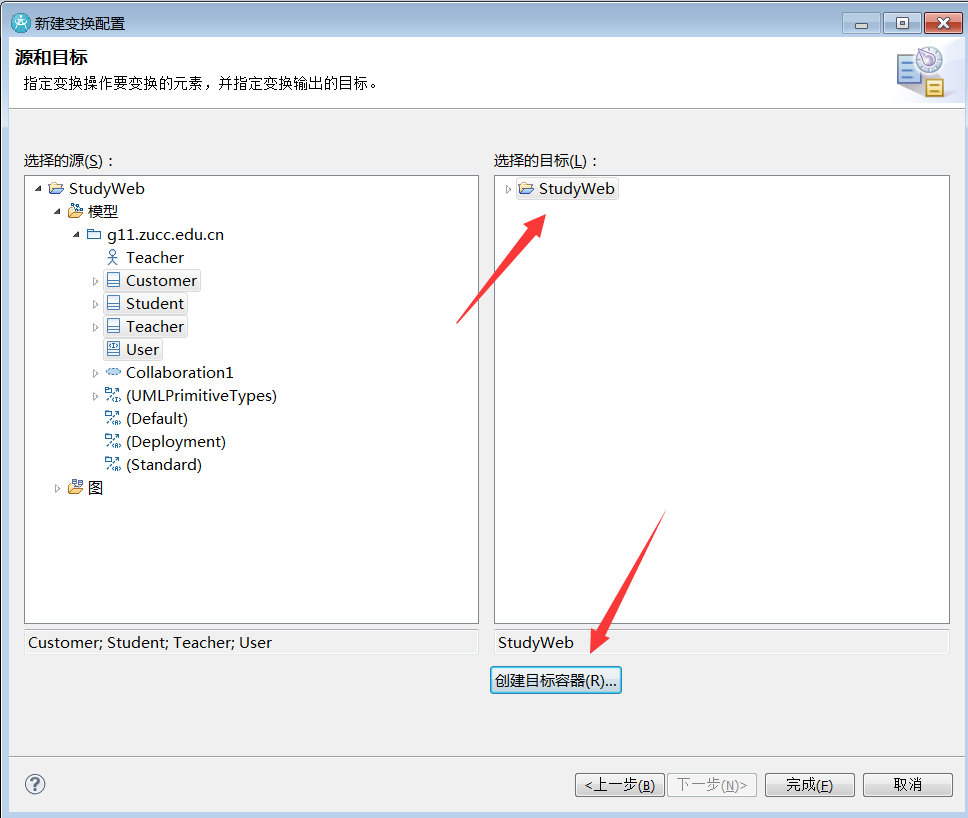 新建变换配置
源和目标
指定变换操作要变换的元素，并指定变换输出的目标。
选择的源(S)：
StudyWeb
模型
g11.zucc.edu.cn
Teacher
Customer
Student
Teacher
User
Collaboration1
(UMLPrimitiveTypes)
(Default)
(Deployment)
(Standard)
图
Customer; Student; Teacher; User
选择的目标(L)：
StudyWeb
StudyWeb
创建目标容器(R)...
<上一步(B)
下一步(N)>
完成(F)
取消